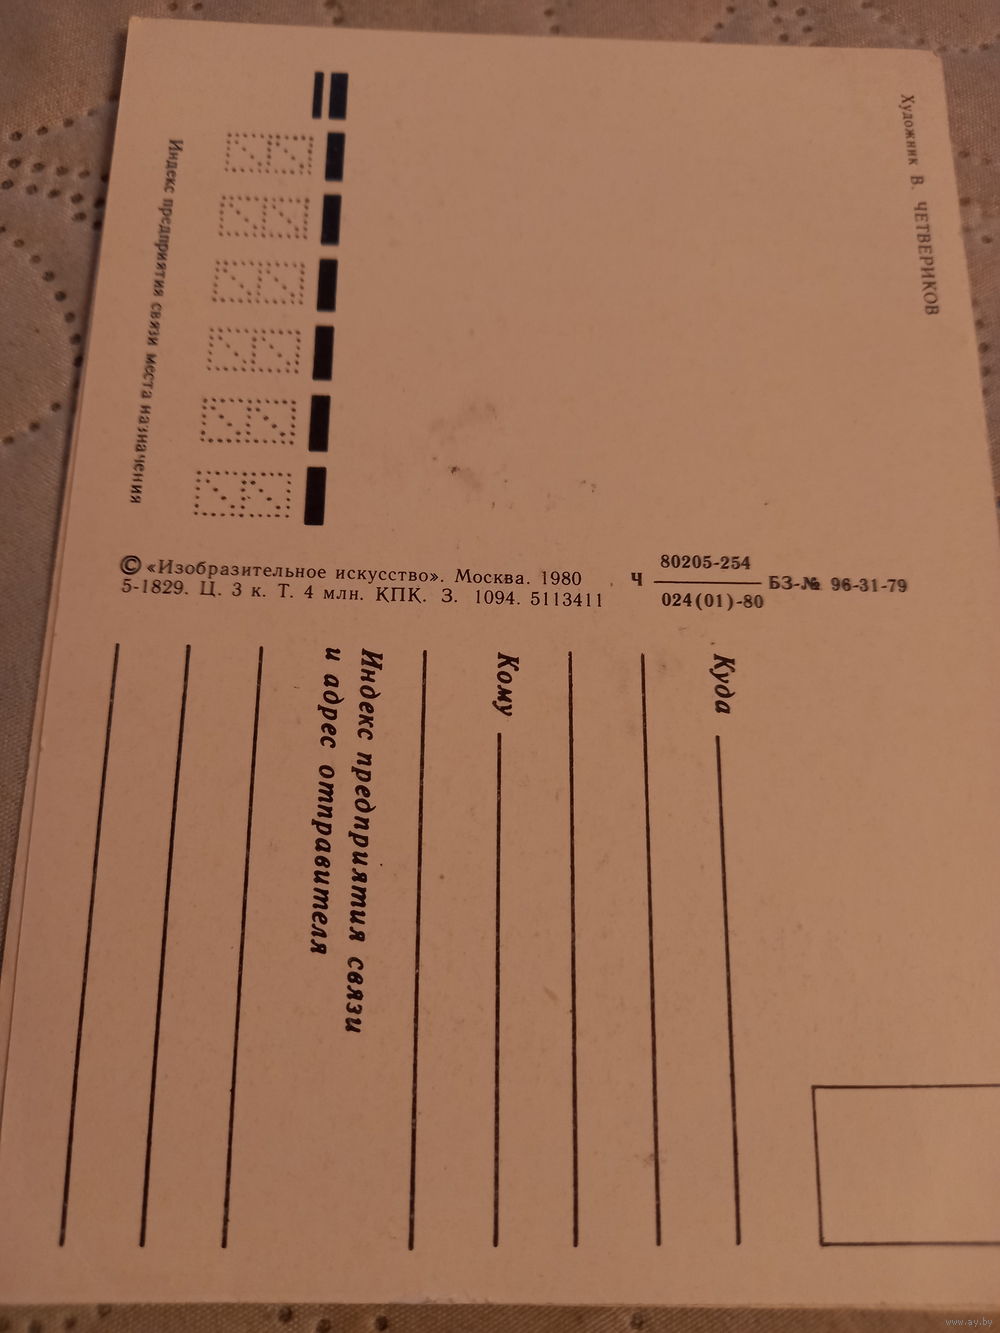 Художник В. ЧЕТВЕРИКОВ
Индекс предприятия связи места назначения
© «Изобразительное искусство». Москва. 1980
5-1829. Ц. 3 к. Т. 4 млн. КПК. З. 1094. 5113411
Ч 80205-254 БЗ-№ 96-31-79
024(01)-80
Куда
Кому
Индекс предприятия связи
и адрес отправителя
www.ay.by